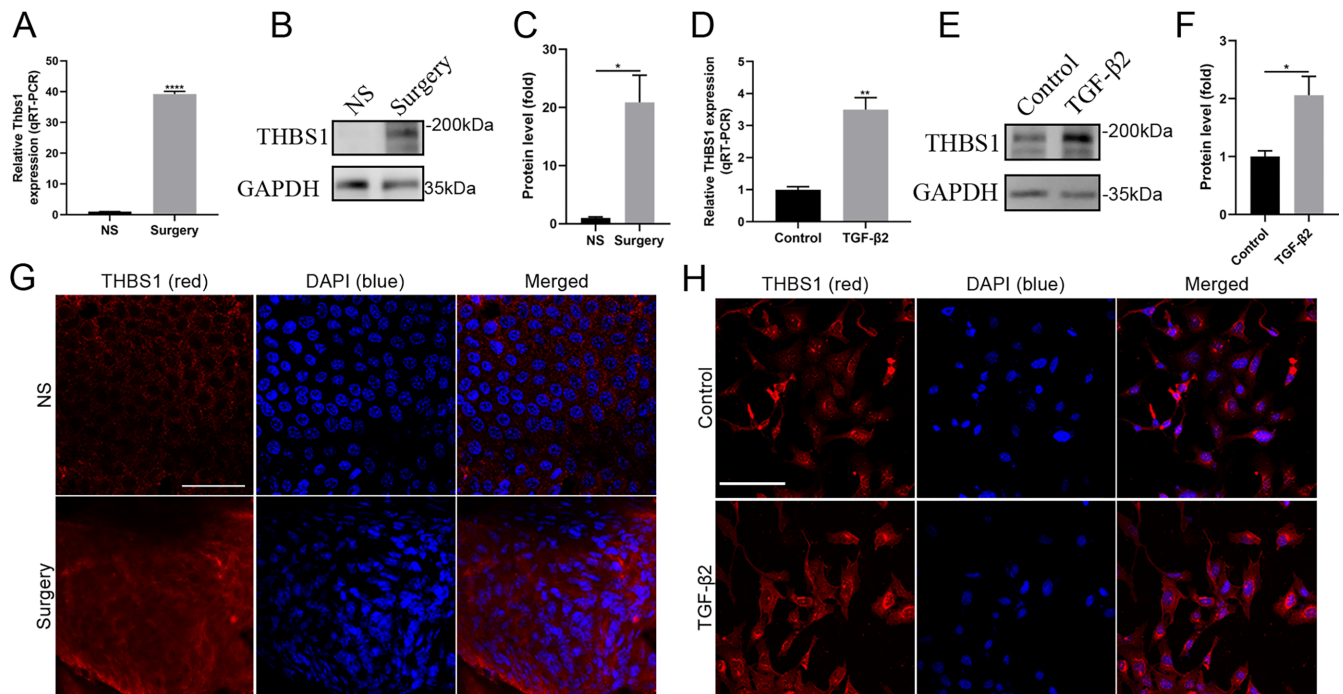 A
Relative Thbs1
expression (qRT-PCR)
50
40
30
20
10
0
****
NS
Surgery
B
NS
Surgery
THBS1
-200kDa
GAPDH
35kDa
C
Protein level (fold)
30
20
10
0
*
NS
Surgery
D
Relative THBS1 expression
(qRT-PCR)
5
4
3
2
1
0
**
Control
TGF-β2
E
Control
TGF-β2
THBS1
-200kDa
GAPDH
-35kDa
F
Protein level (fold)
3
2
1
0
*
Control
TGF-β2
G
THBS1 (red)
DAPI (blue)
Merged
NS
Surgery
H
THBS1 (red)
DAPI (blue)
Merged
Control
TGF-β2